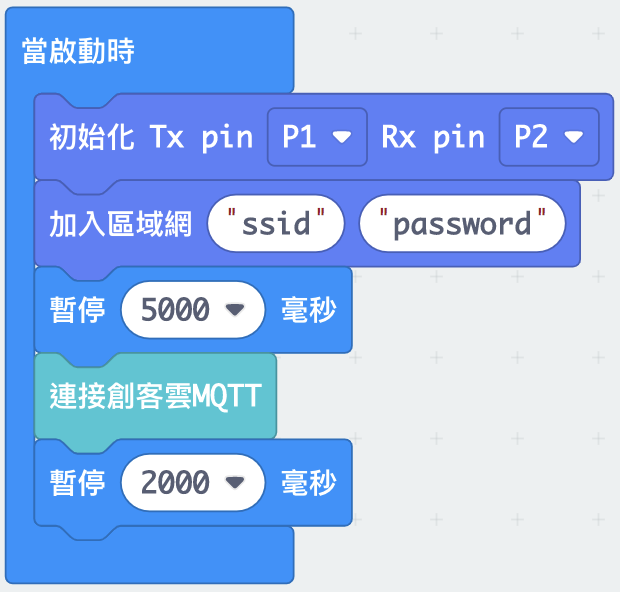 當啟動時
初始化 Tx pin P1 Rx pin P2
加入區域網 "ssid" "password"
暫停 5000 毫秒
連接創客雲MQTT
暫停 2000 毫秒